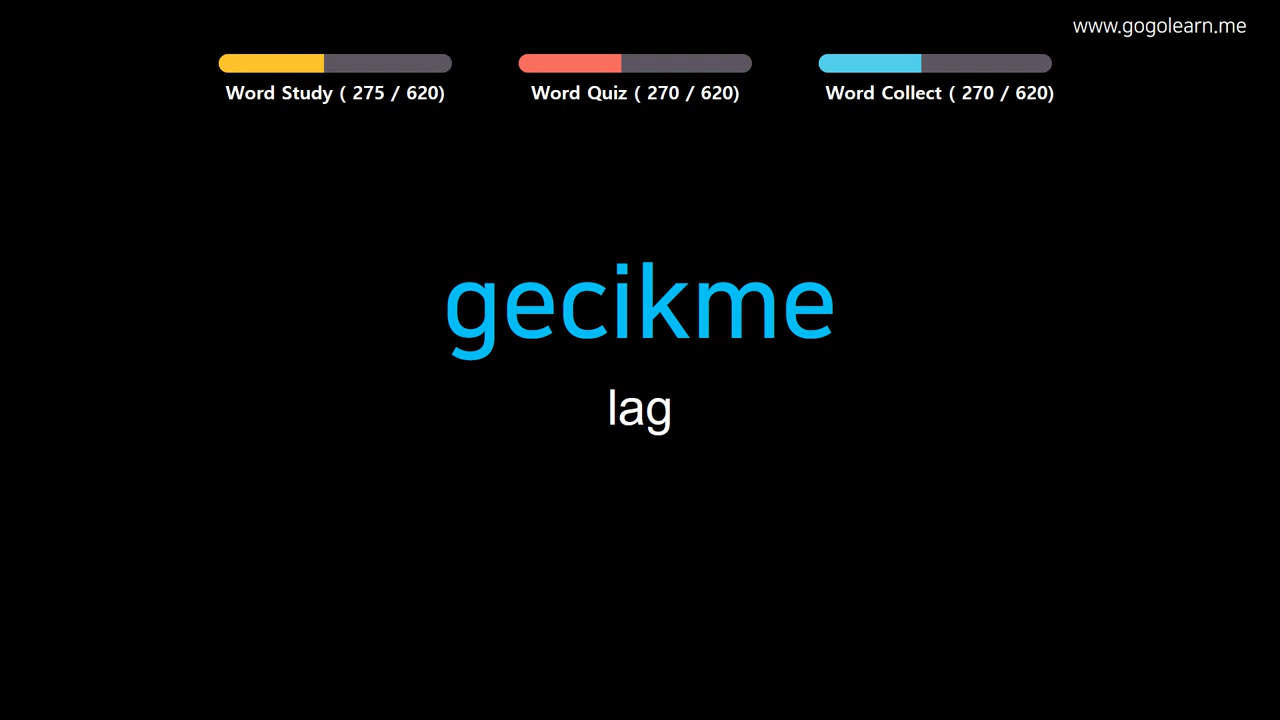 www.gogolearn.me
Word Study ( 275 / 620)
Word Quiz ( 270 / 620)
Word Collect ( 270 / 620)
gecikme
lag